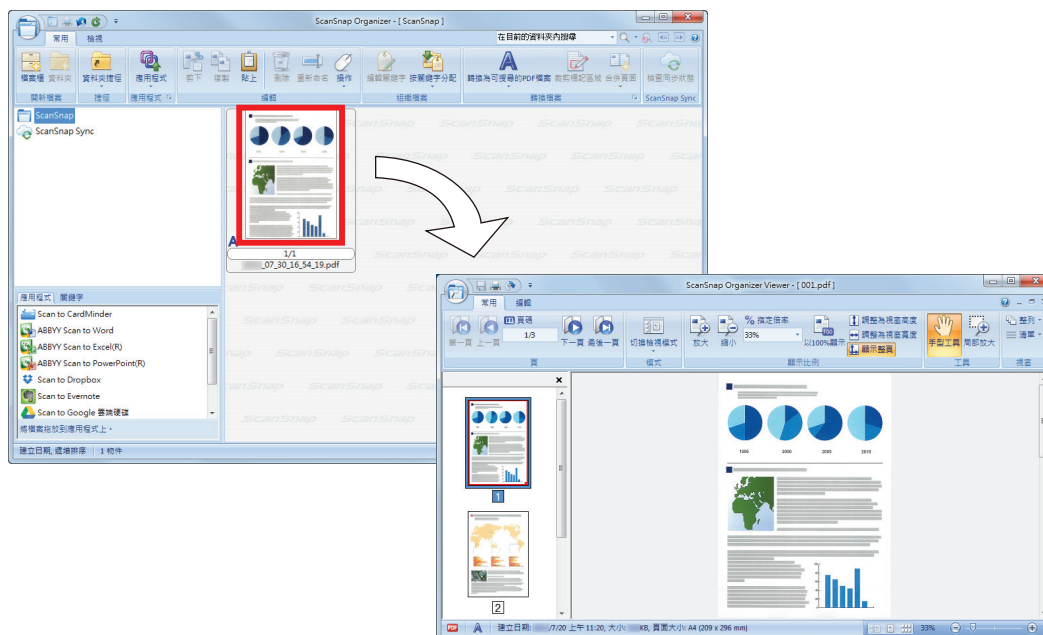 ScanSnap Organizer - [ ScanSnap ]
常用 檢視
在目前的資料夾內搜尋
檔案櫃 資料夾 資料夾捷徑 應用程式 剪下 複製 貼上 刪除 重新命名 操作 編輯關鍵字 按關鍵字分配 轉換為可搜尋的PDF檔案 裁剪標記區域 合併頁面 檢查同步狀態
開新檔案 捷徑 應用程式 編輯 組織檔案 轉換檔案 ScanSnap Sync
ScanSnap
ScanSnap Sync
A
1/1
_07_30_16_54_19.pdf
應用程式 關鍵字
Scan to CardMinder
ABBYY Scan to Word
ABBYY Scan to Excel(R)
ABBYY Scan to PowerPoint(R)
Scan to Dropbox
Scan to Evernote
Scan to Google 雲端硬碟
將檔案拖放到應用程式上。
建立日期, 遞增排序 1 物件
ScanSnap Organizer Viewer - [ 001.pdf ]
常用 編輯
第一頁 上一頁 頁碼 1/3 下一頁 最後一頁 切換檢視模式 放大 縮小 % 指定倍率 33% 以100%顯示 調整為視窗高度
調整為視窗寬度
顯示整頁
手型工具 局部放大 整列
清單
頁 模式 顯示比例 工具 視窗
1
2
1995 2000 2005 2010
PDF A 建立日期: /7/20 上午 11:20, 大小: KB, 頁面大小: A4 (209 x 296 mm) 33%